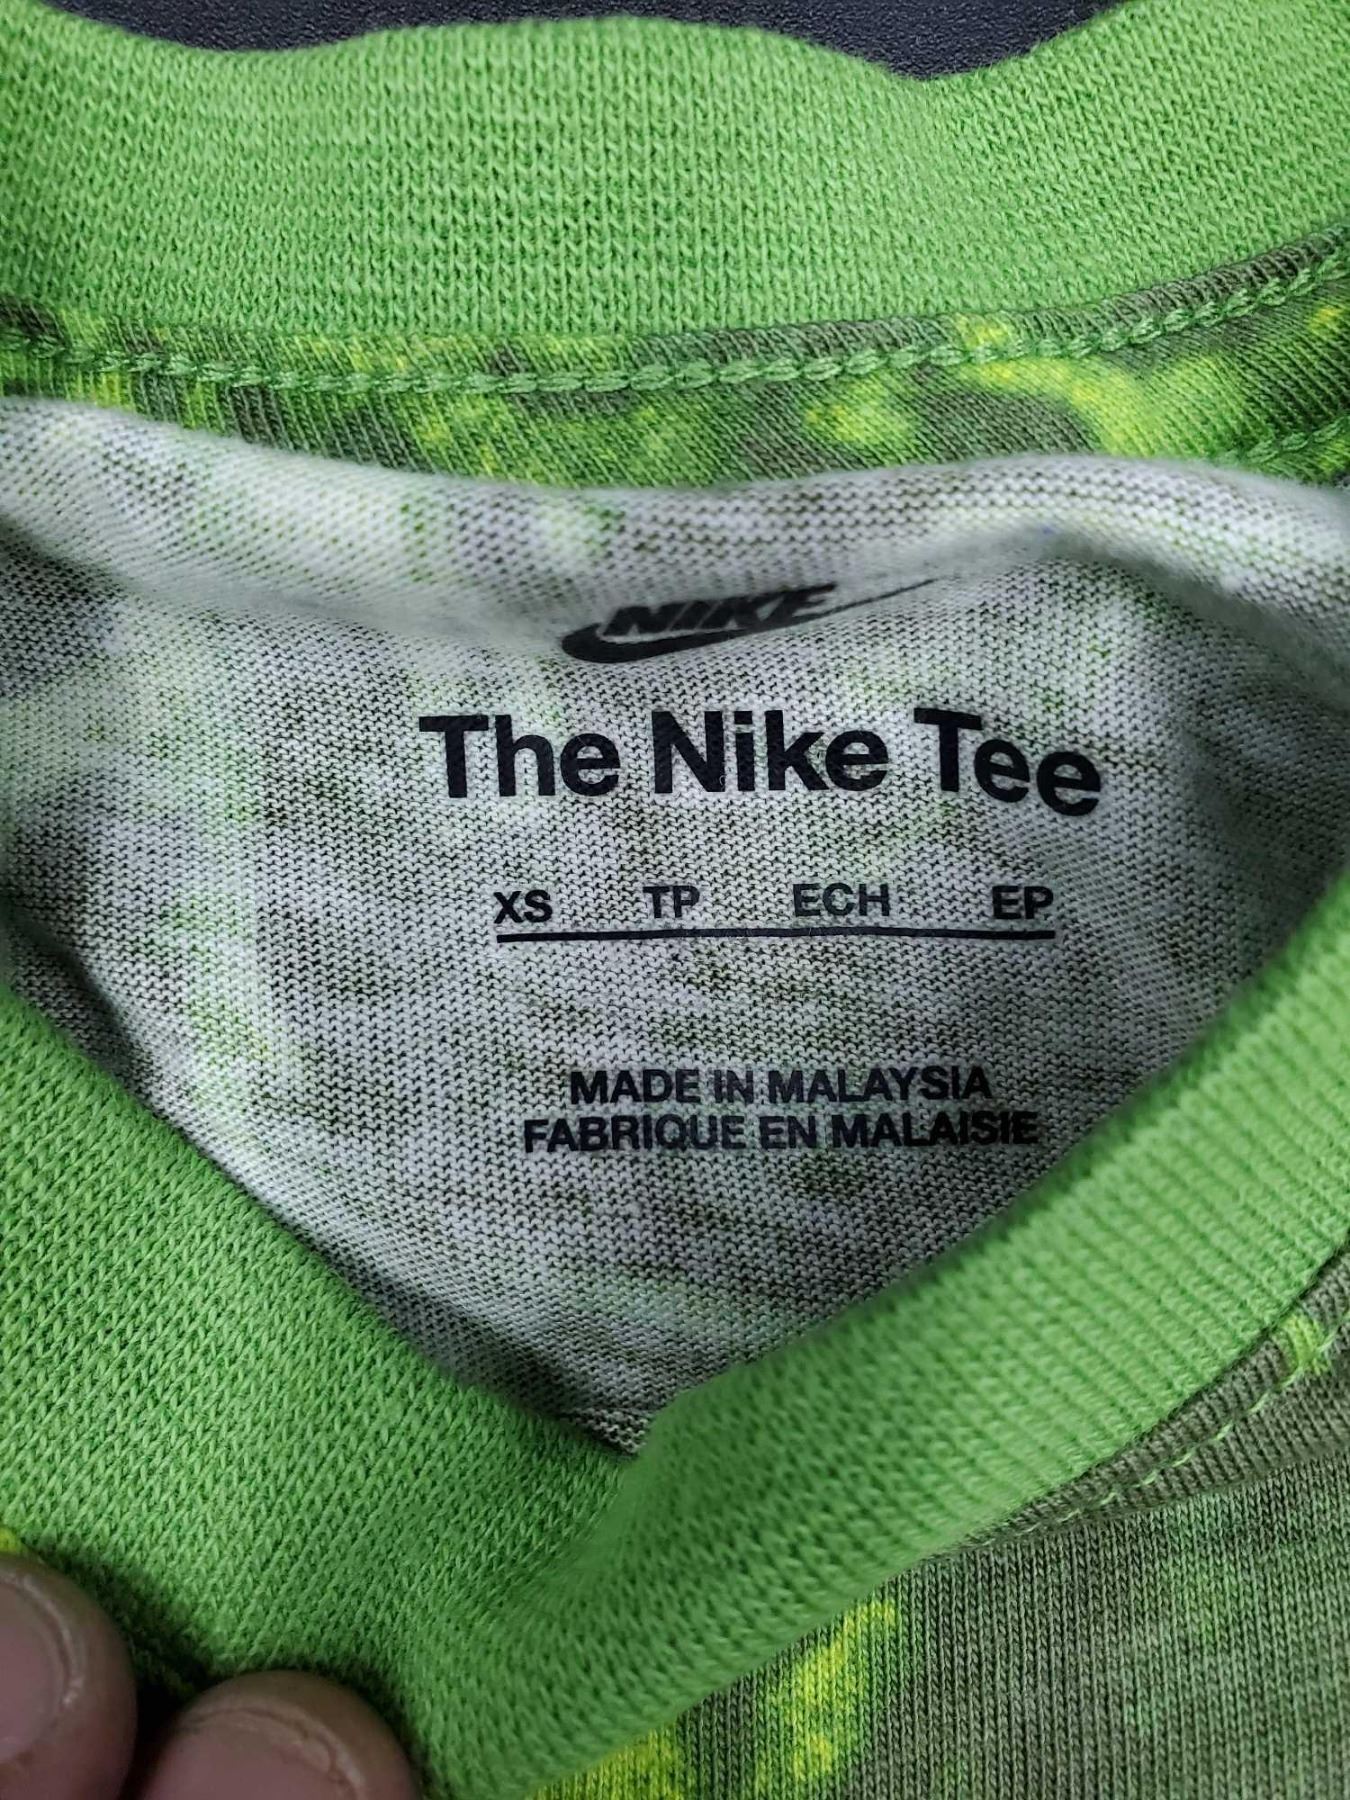 NIKE
The Nike Tee
XS TP ECH EP
MADE IN MALAYSIA
FABRIQUE EN MALAISIE